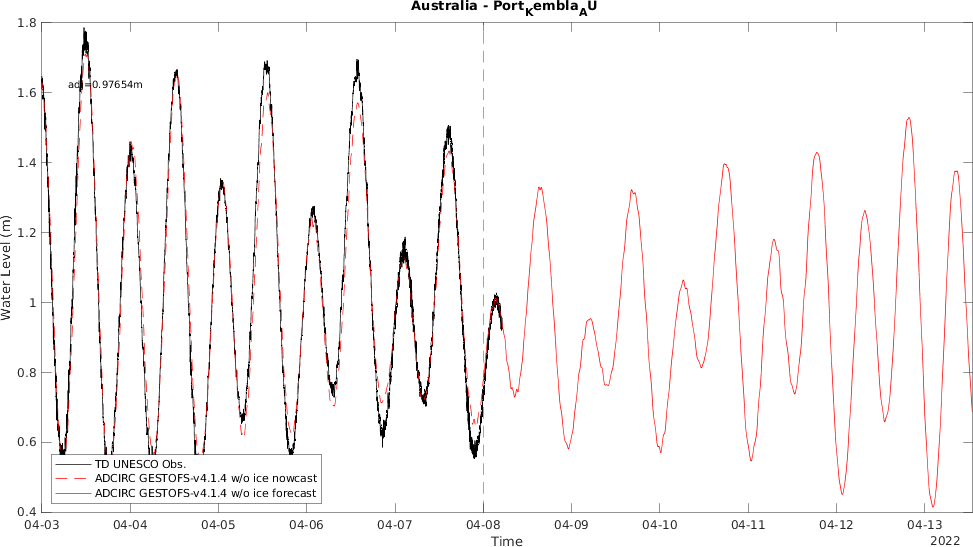 Australia - PortKemblaAU
1.8
1.6
1.4
1.2
1
0.8
0.6
0.4
Water Level (m)
adj=0.97654m
TD UNESCO Obs.
ADCIRC GESTOFS-v4.1.4 w/o ice nowcast
ADCIRC GESTOFS-v4.1.4 w/o ice forecast
04-03 04-04 04-05 04-06 04-07 04-08 04-09 04-10 04-11 04-12 04-13
Time
2022